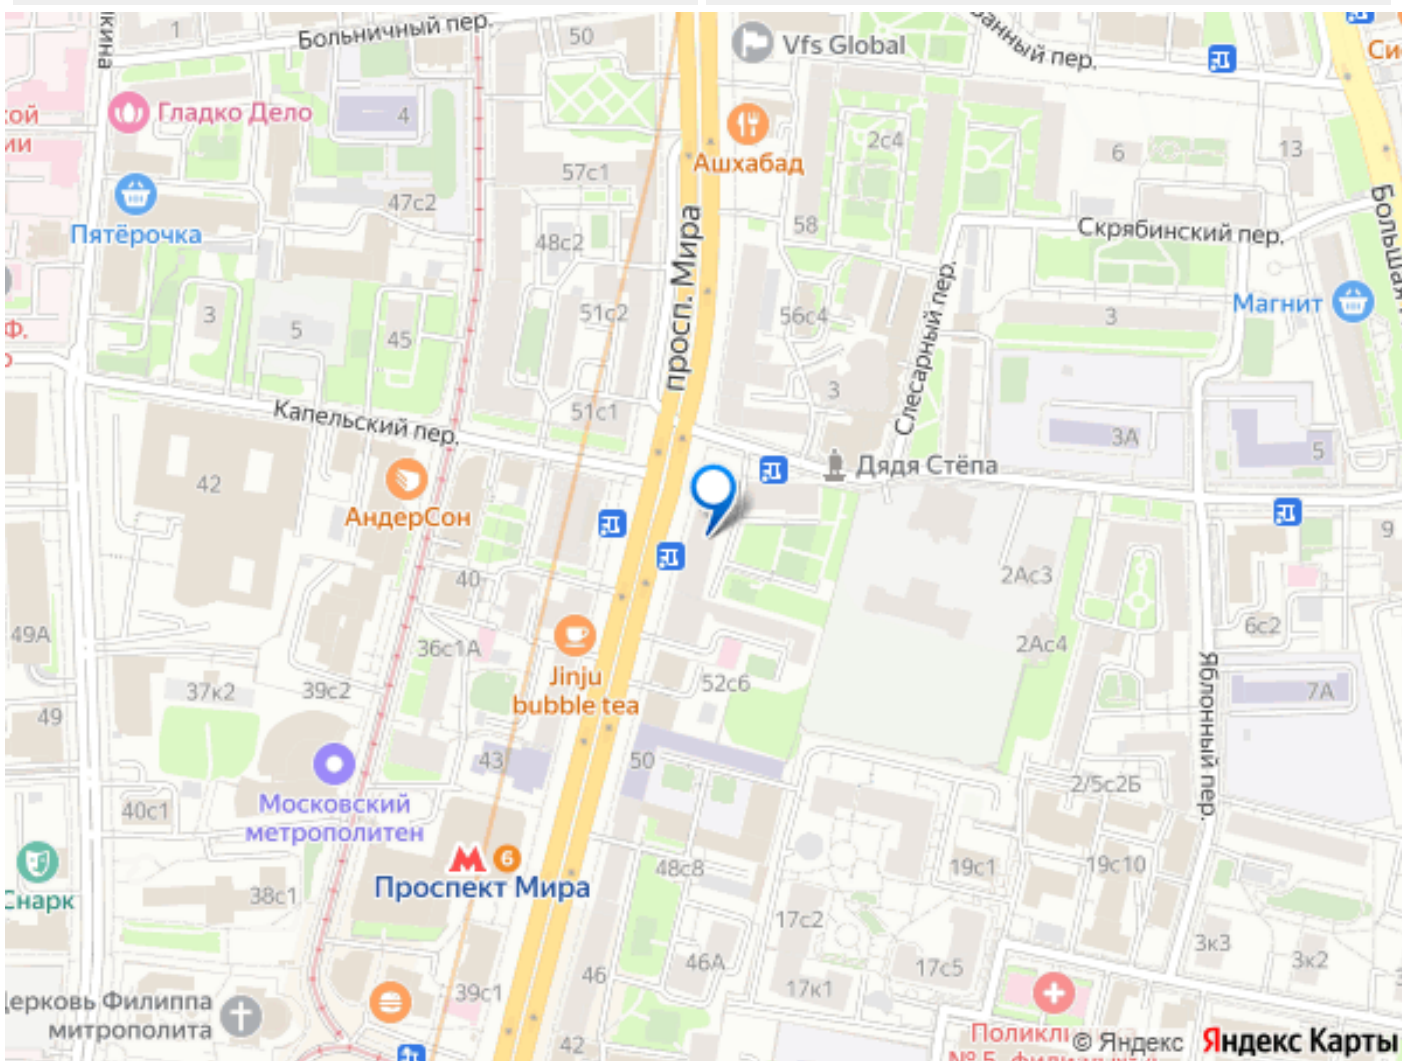 1
Больничный пер.
50
Vfs Global
ванный пер.
Си
кина
Гладко Дело
4
Ашхабад
2с4
6
13
57с1
47с2
Пятёрочка
48с2
просп. Мира
58
Скрябинский пер.
Большая
3
5
45
51с2
56с4
Слесарный пер.
3
Магнит
Ф.
Капельский пер.
51с1
3
3А
5
42
АндерСон
Дядя Стёпа
9
40
2Ас3
49А
36с1А
Jinju
bubble tea
52с6
2Ас4
6с2
Яблонный пер.
7А
37к2
39с2
49
43
50
2/5с2Б
Московский
метрополитен
40с1
6
Проспект Мира
48с8
19с1
19с10
Снарк
38с1
17с2
46А
17с5
3к3
3к2
39с1
46
17к1
Церковь Филиппа
митрополита
42
Поликли
© Яндекс
Яндекс Карты